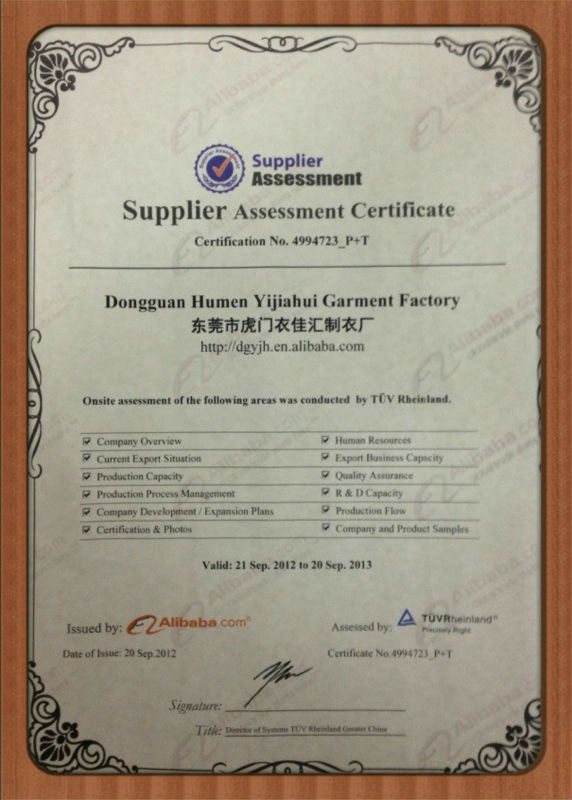 Supplier Assessment
Supplier
Assessment
Supplier Assessment Certificate
Certification No. 4994723_P+T
Dongguan Humen Yijiahui Garment Factory
东莞市虎门衣佳汇制衣厂
http://dgyjh.en.alibaba.com
Onsite assessment of the following areas was conducted by TÜV Rheinland.
Company Overview
Human Resources
Current Export Situation
Export Business Capacity
Production Capacity
Quality Assurance
Production Process Management
R & D Capacity
Company Development / Expansion Plans
Production Flow
Certification & Photos
Company and Product Samples
Valid: 21 Sep. 2012 to 20 Sep. 2013
Issued by: Alibaba.com®
Assessed by: TÜVRheinland®
Precisely Right.
Date of Issue: 20 Sep.2012
Certificate No.4994723_P+T
Signature:
Title: Director of Systems TÜV Rheinland Greater China